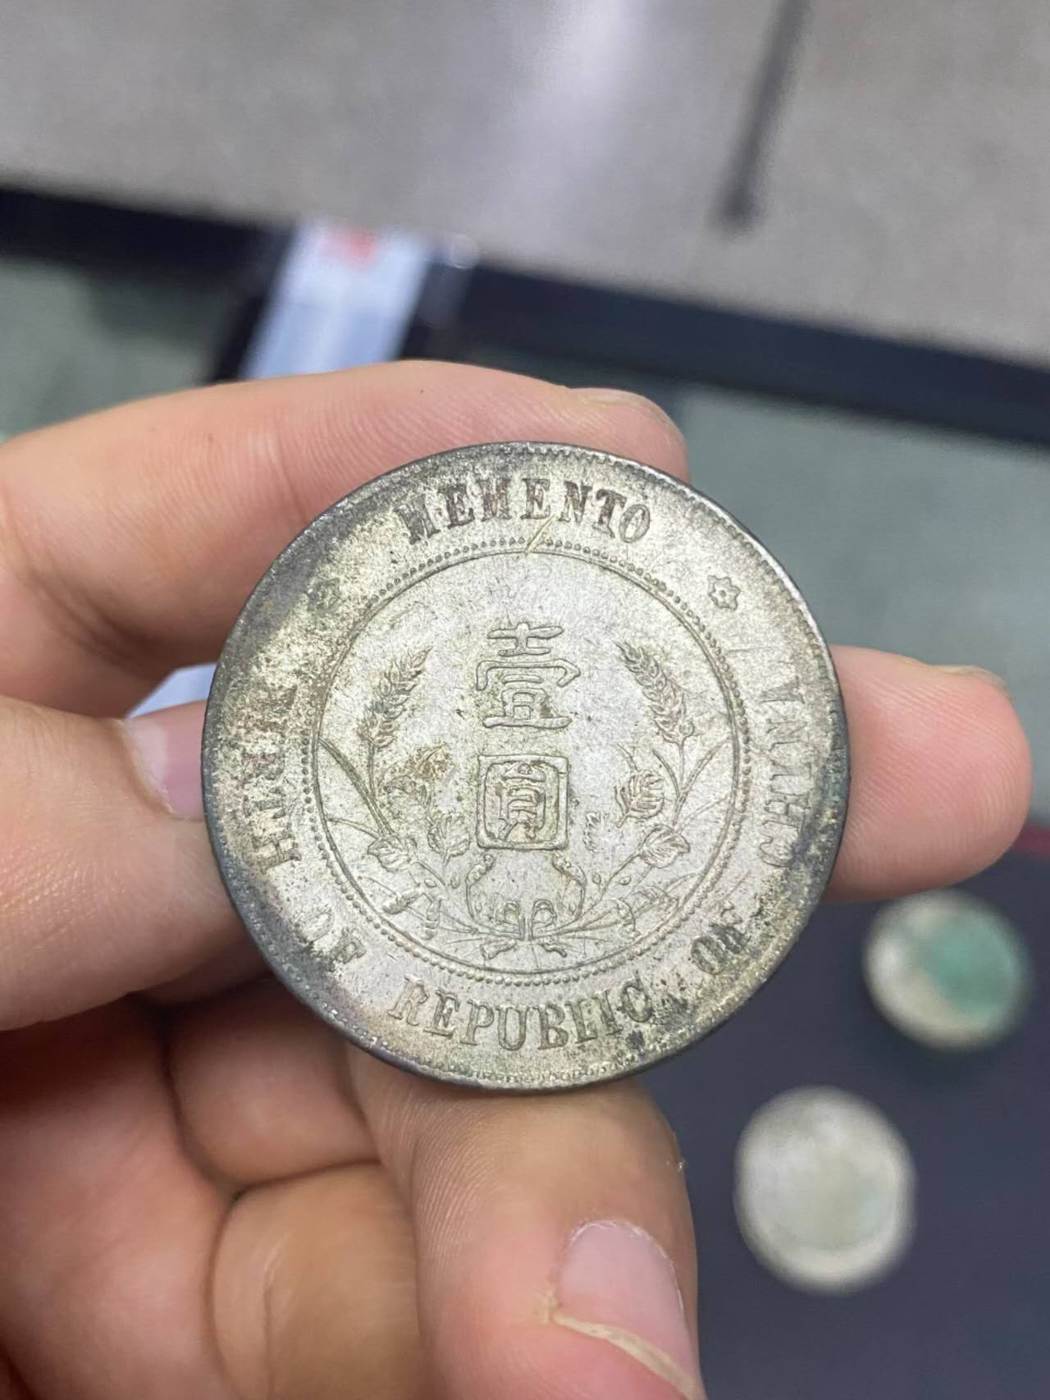 MEMENTO
壹
圓
BIRTH OF REPUBLIC OF CHINA